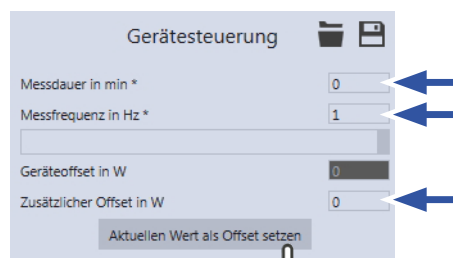 Gerätesteuerung
Messdauer in min * 0
Messfrequenz in Hz * 1
Geräteoffset in W 0
Zusätzlicher Offset in W 0
Aktuellen Wert als Offset setzen